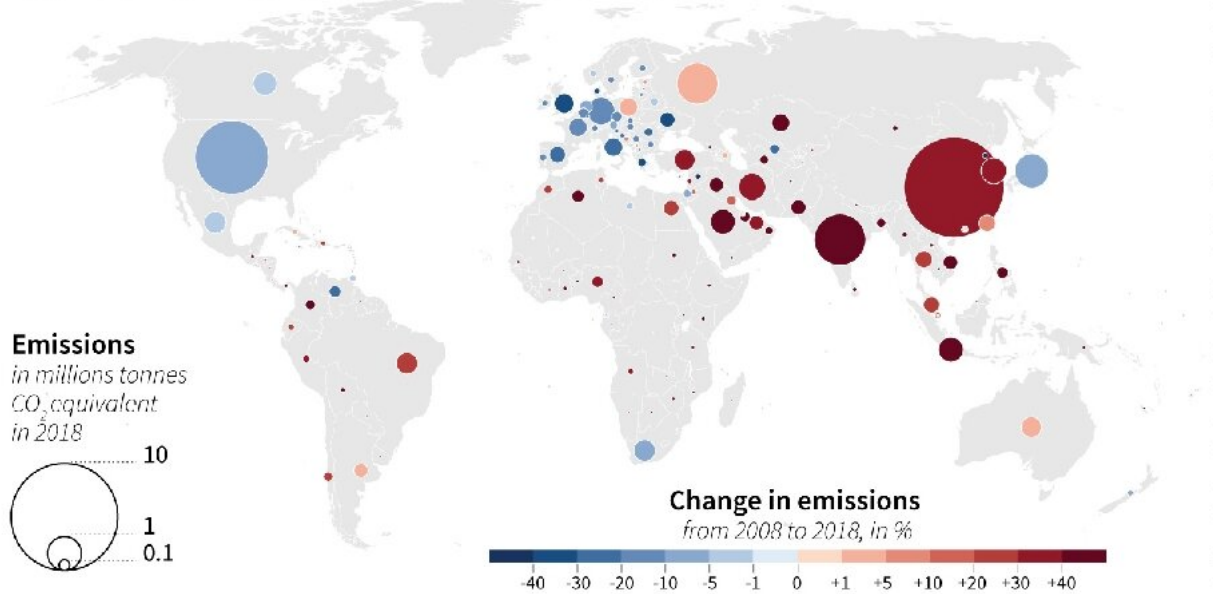 Emissions
in millions tonnes
CO2 equivalent
in 2018
10
1
0.1
Change in emissions
from 2008 to 2018, in %
-40 -30 -20 -10 -5 -1 0 +1 +5 +10 +20 +30 +40